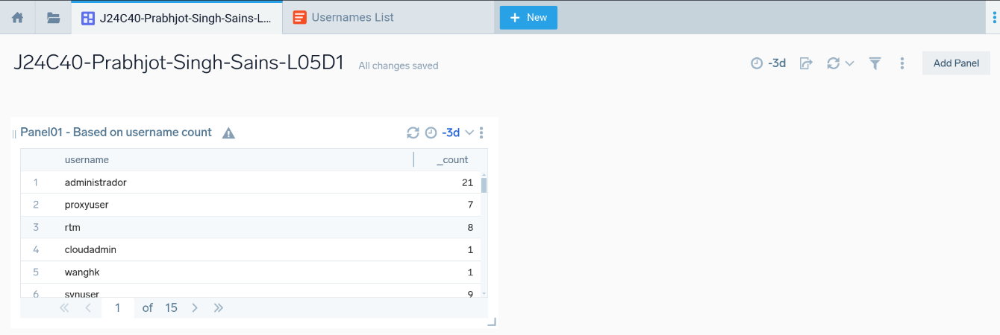 J24C40-Prabhjot-Singh-Sains-L... Usernames List + New
J24C40-Prabhjot-Singh-Sains-L05D1 All changes saved -3d Add Panel
Panel01 - Based on username count -3d
username _count
1 administrador 21
2 proxyuser 7
3 rtm 8
4 cloudadmin 1
5 wanghk 1
6 svnuser 9
1 of 15